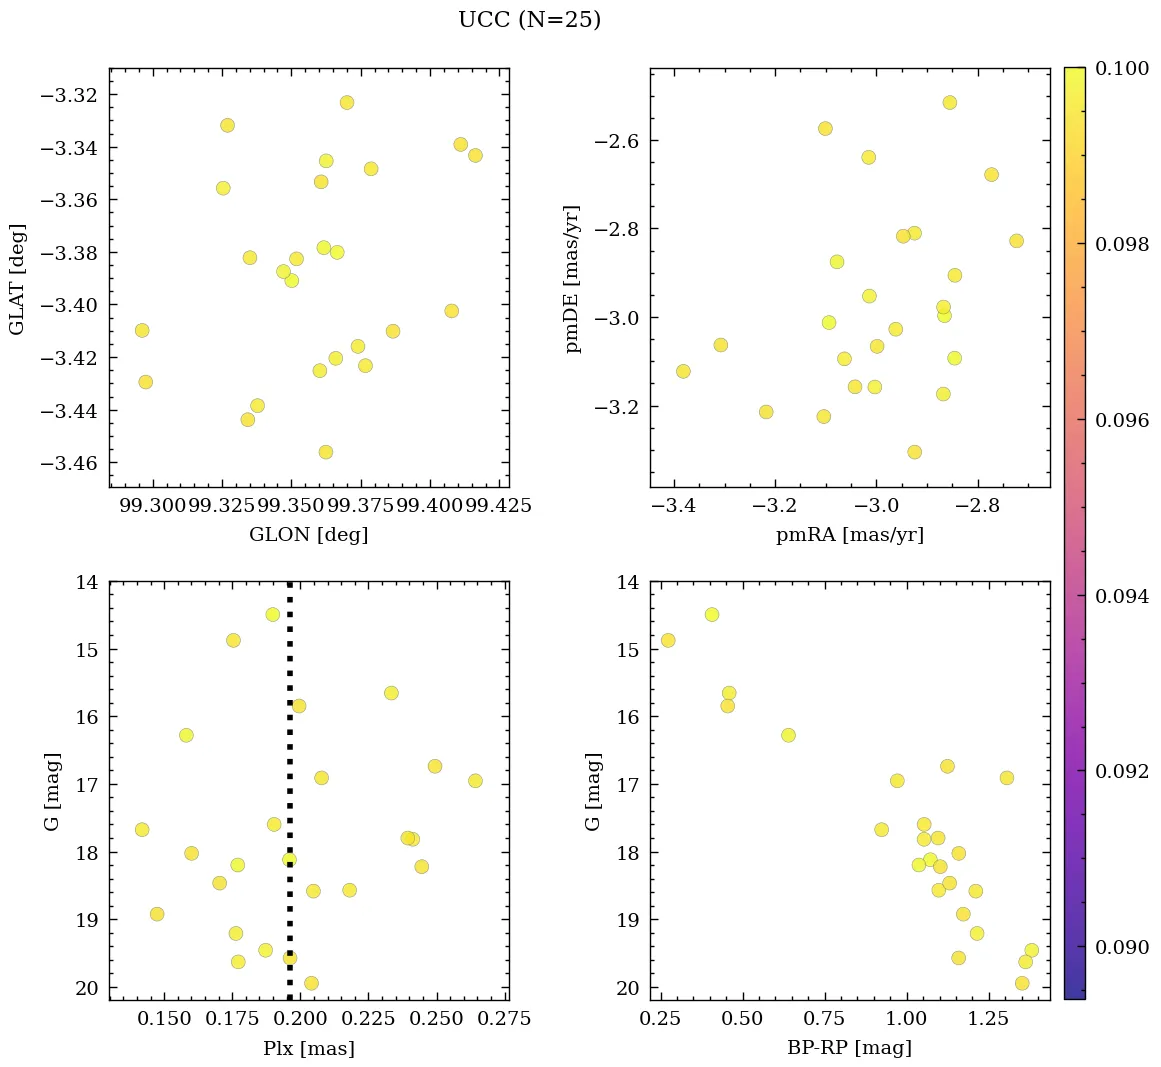 UCC (N=25)
−3.32
−3.34
−3.36
−3.38
−3.40
−3.42
−3.44
−3.46
GLAT [deg]
99.300 99.325 99.350 99.375 99.400 99.425
GLON [deg]
−2.6
−2.8
−3.0
−3.2
pmDE [mas/yr]
−3.4 −3.2 −3.0 −2.8
pmRA [mas/yr]
14
15
16
17
18
19
20
G [mag]
0.150 0.175 0.200 0.225 0.250 0.275
Plx [mas]
14
15
16
17
18
19
20
G [mag]
0.25 0.50 0.75 1.00 1.25
BP-RP [mag]
0.100
0.098
0.096
0.094
0.092
0.090